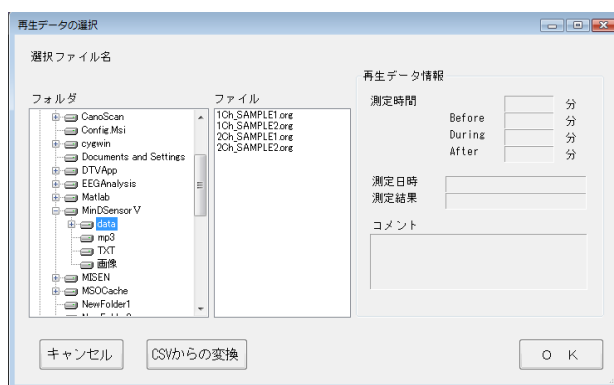 再生データの選択
選択ファイル名
フォルダ
CanoScan
Config.Msi
cygwin
Documents and Settings
DTVApp
EEGAnalysis
Matlab
MinDSensorV
data
mp3
TXT
画像
MISEN
MSOCache
NewFolder1
ファイル
1Ch_SAMPLE1.org
1Ch_SAMPLE2.org
2Ch_SAMPLE1.org
2Ch_SAMPLE2.org
再生データ情報
測定時間 分
Before 分
During 分
After 分
測定日時
測定結果
コメント
キャンセル
CSVからの変換
O K